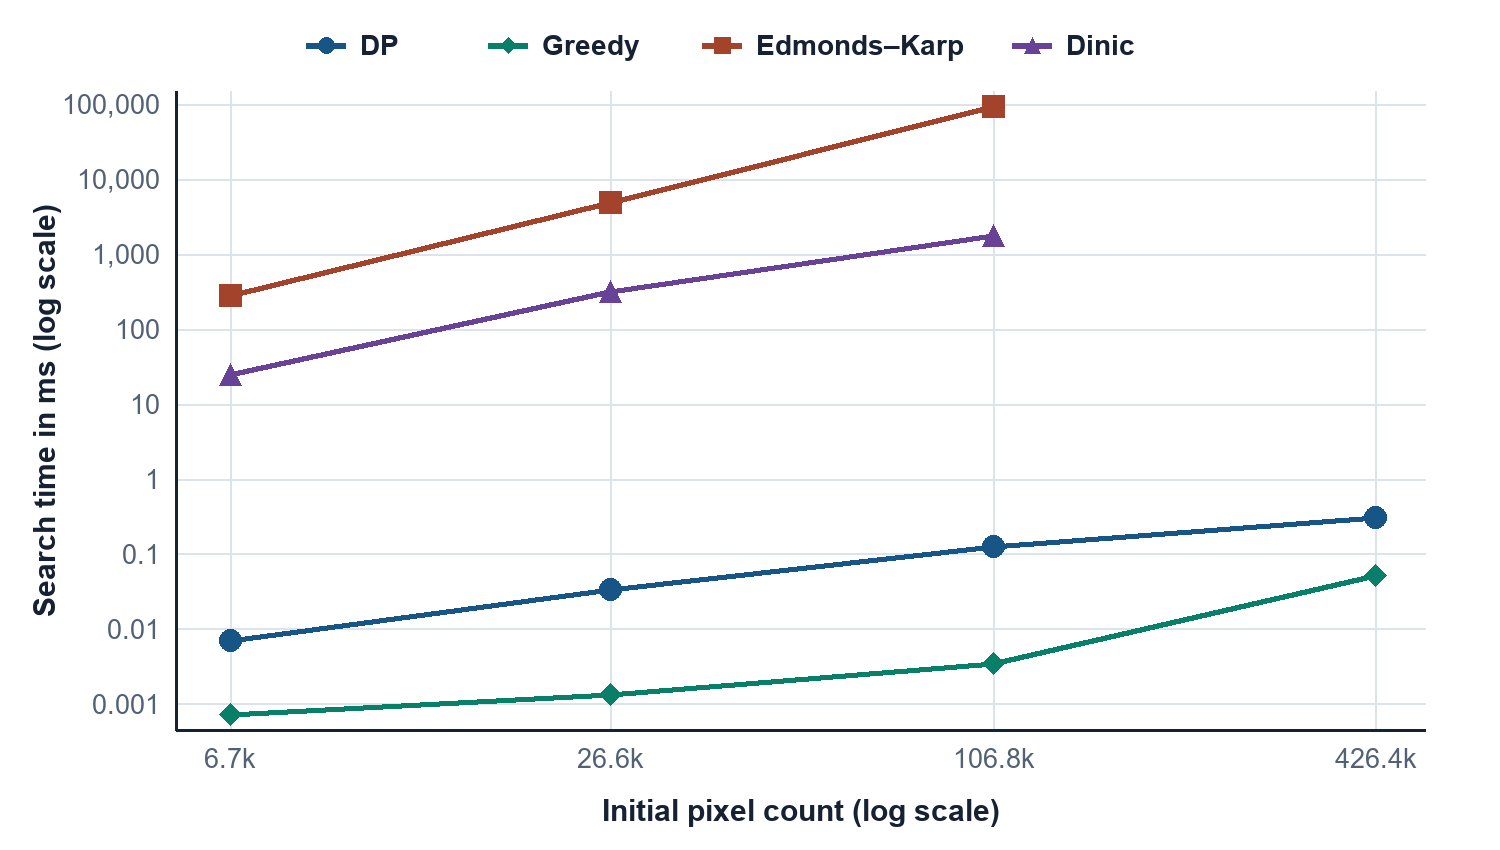 DP Greedy Edmonds–Karp Dinic
Search time in ms (log scale)
100,000
10,000
1,000
100
10
1
0.1
0.01
0.001
6.7k 26.6k 106.8k 426.4k
Initial pixel count (log scale)